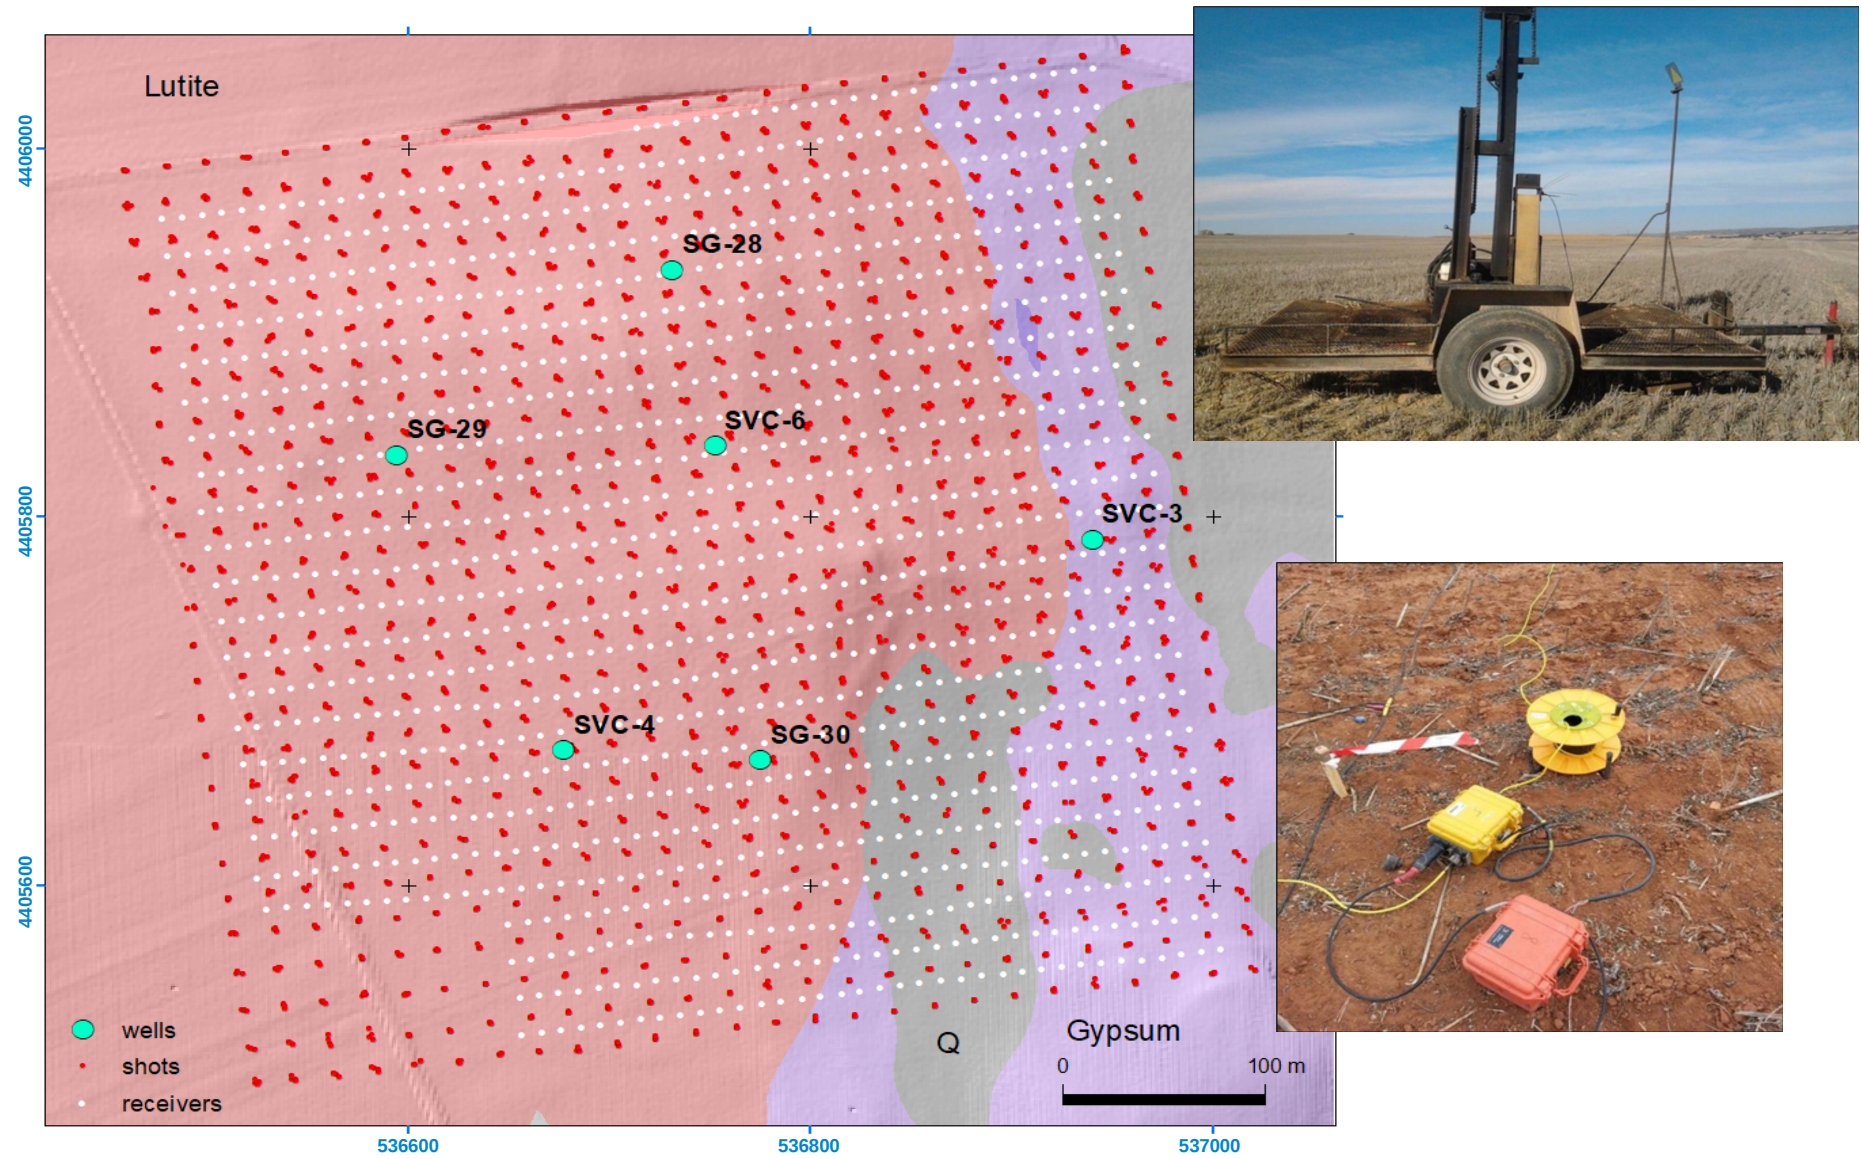 Lutite
4406000
SG-28
SG-29
SVC-6
4405800
SVC-3
SVC-4
SG-30
4405600
wells
shots
receivers
Q
Gypsum
0 100 m
536600
536800
537000